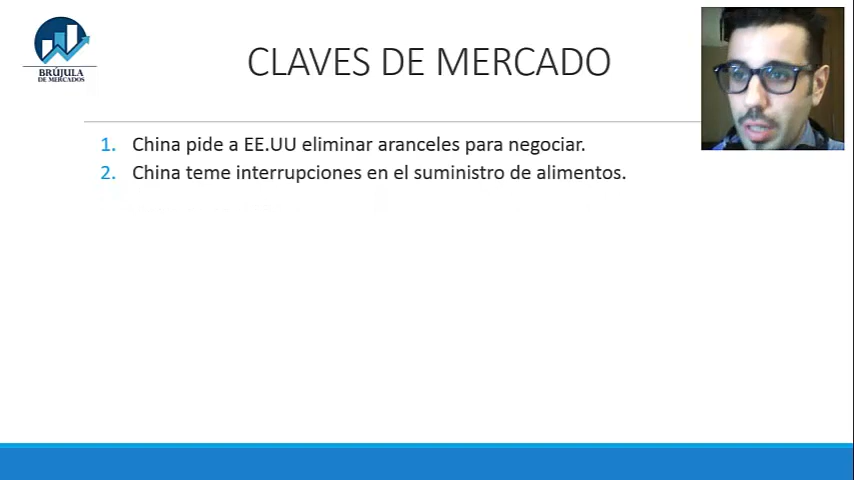 BRÚJULA
DE MERCADOS
CLAVES DE MERCADO
1. China pide a EE.UU eliminar aranceles para negociar.
2. China teme interrupciones en el suministro de alimentos.